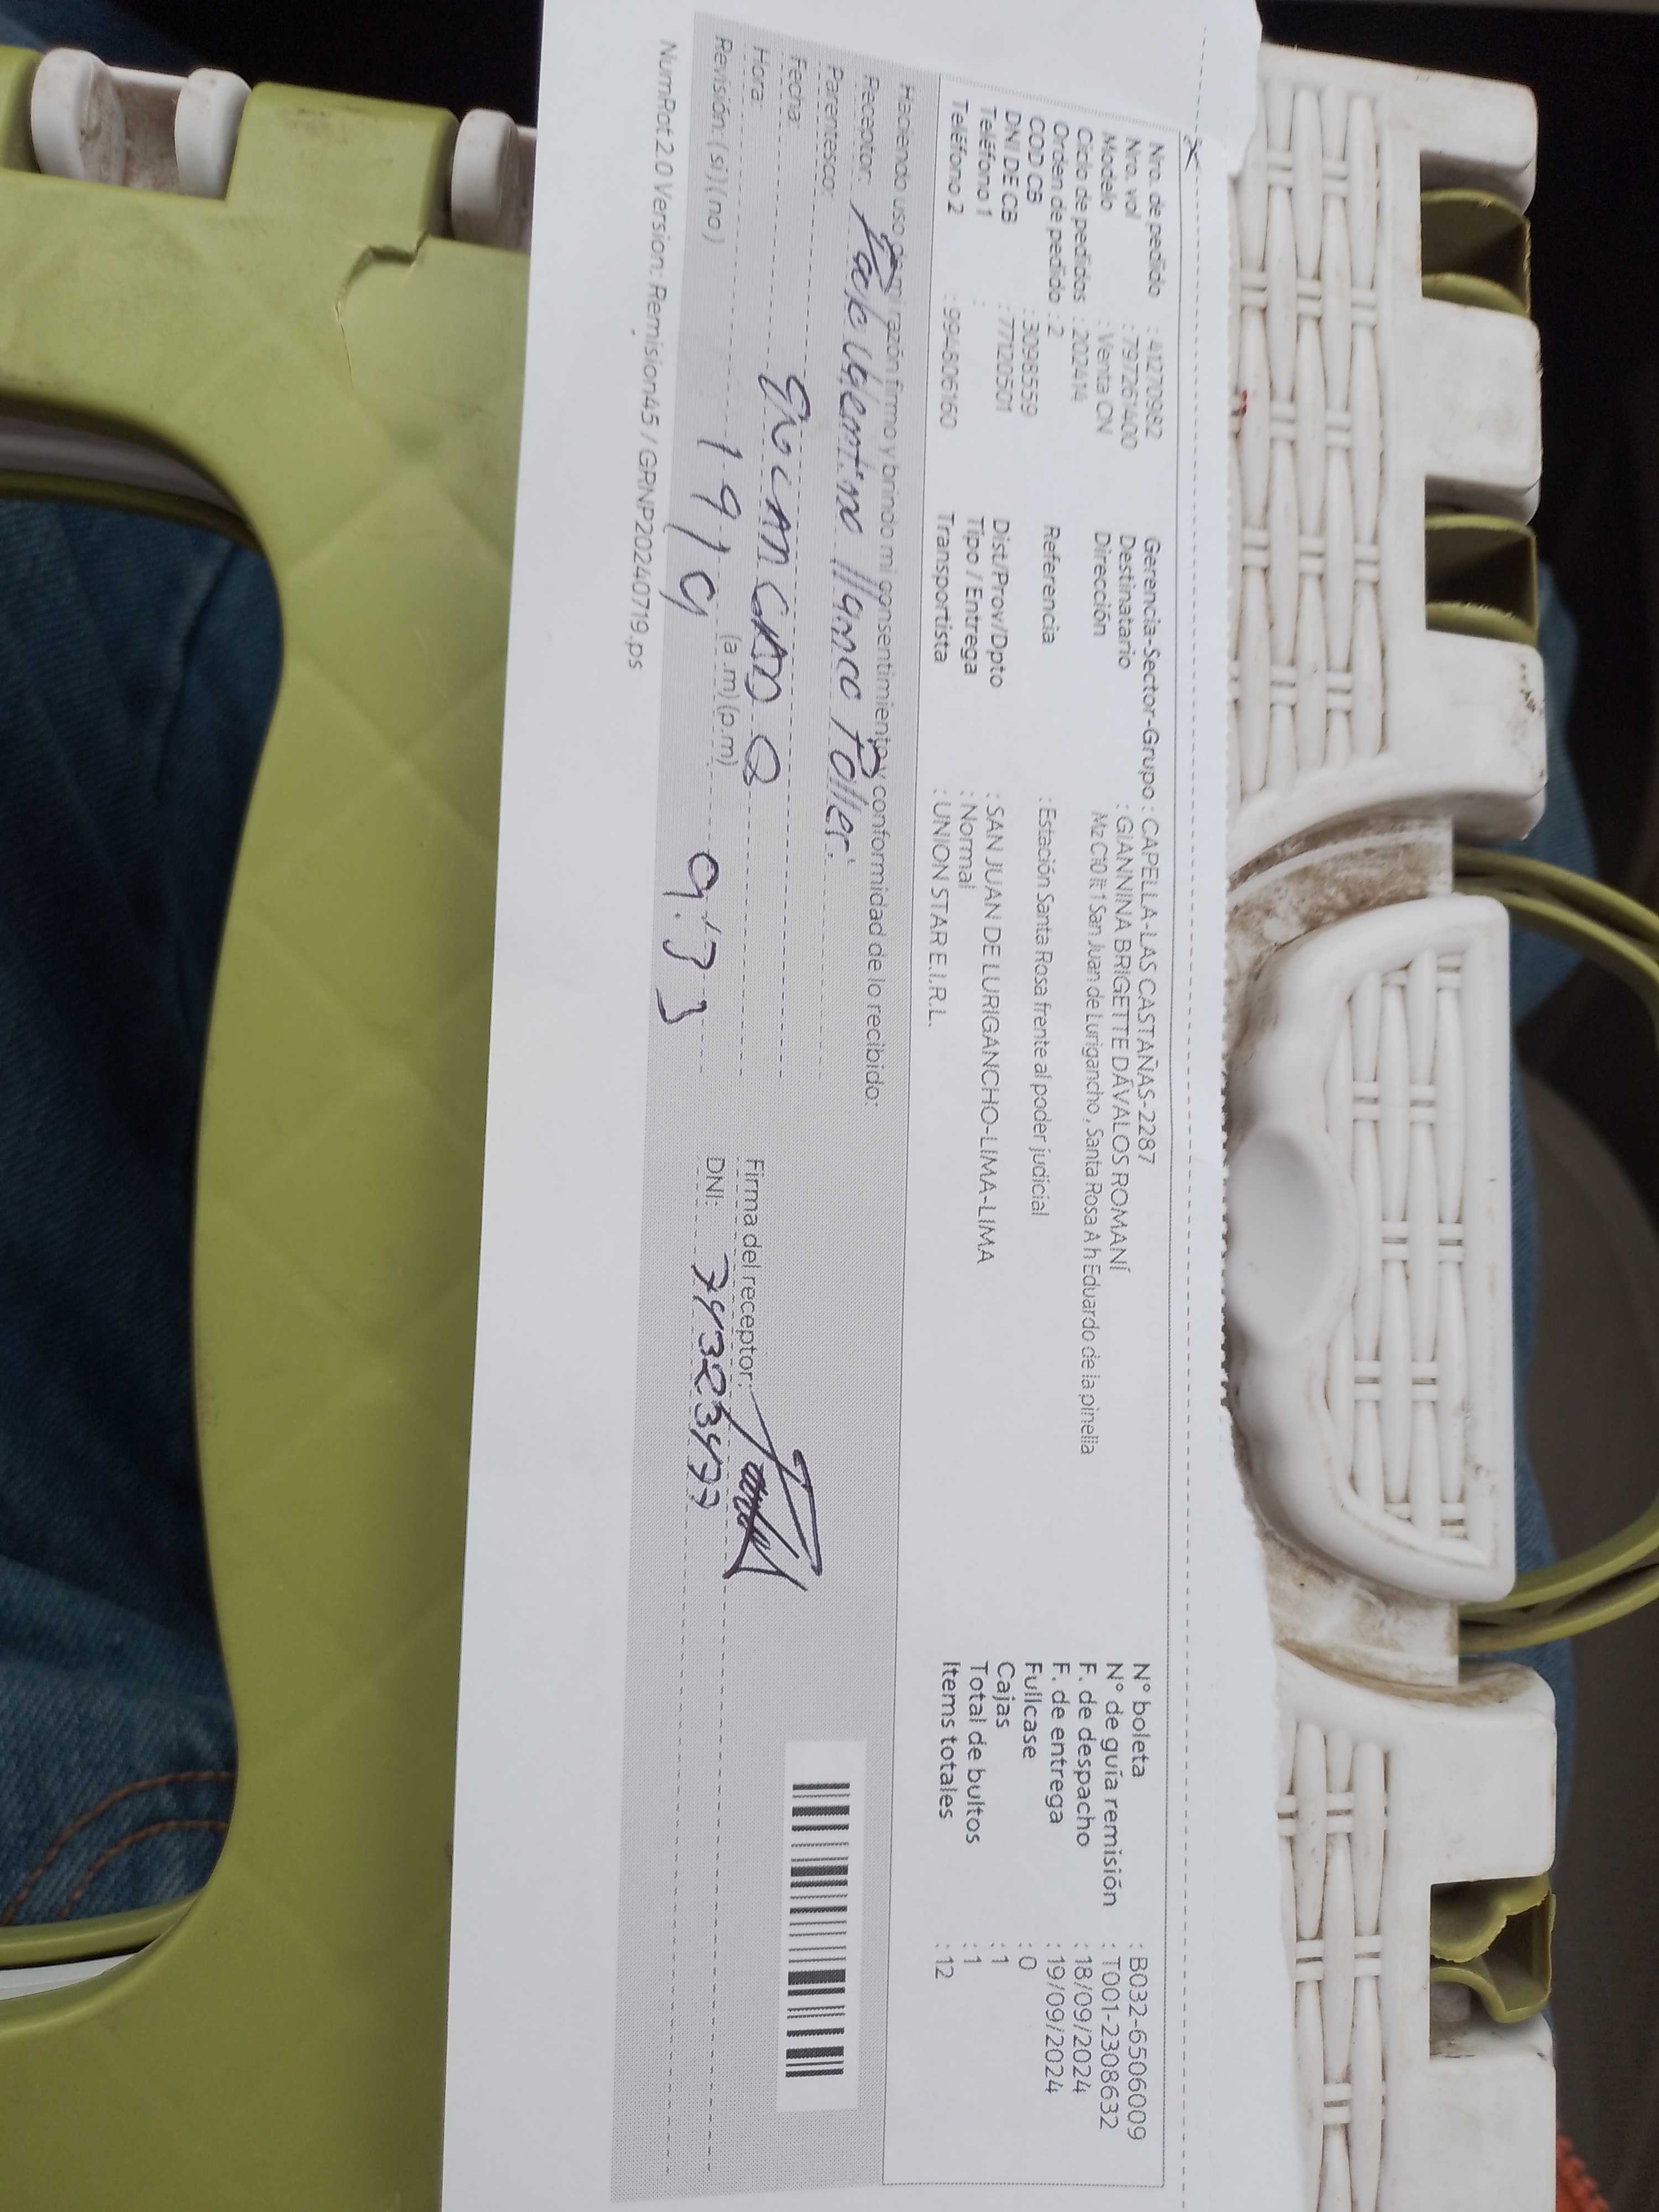 Nro. de pedido : 41270982
Nro. vol : 797261400
Modelo : Venta CN
Ciclo de pedidos : 202414
Orden de pedido : 2
COD CB : 3098559
DNI DE CB : 77120501
Teléfono 1 :
Teléfono 2 : 994806160
Gerencia-Sector-Grupo : CAPELLA-LAS CASTAÑAS-2287
Destinatario : GIANNINA BRIGETTE DÁVALOS ROMANÍ
Dirección Mz C10 lt 1 San Juan de Lurigancho, Santa Rosa A h Eduardo de la pinella
Referencia : Estación Santa Rosa frente al poder judicial
Dist/Prov/Dpto : SAN JUAN DE LURIGANCHO-LIMA-LIMA
Tipo / Entrega : Normal
Transportista : UNION STAR E.I.R.L.
N° boleta : B032-6506009
N° de guía remisión : T001-2308632
F. de despacho : 18/09/2024
F. de entrega : 19/09/2024
Fullcase : 0
Cajas : 1
Total de bultos : 1
Items totales : 12
Haciendo uso de mi razón firmo y brindo mi consentimiento y conformidad de lo recibido:
Receptor:
Parentesco:
Fecha:
Hora: (a.m) (p.m)
Revisión: (si) (no)
19/9
9:33
Firma del receptor:
DNI: 74323477
NumRot 2.0 Version: Remision45 / GRNP20240719.ps